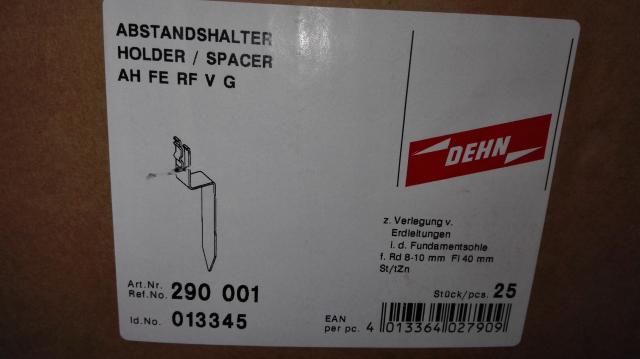 ABSTANDSHALTER
HOLDER / SPACER
AH FE RF V G
DEHN
z. Verlegung v.
Erdleitungen
i. d. Fundamentsohle
f. Rd 8-10 mm Fl 40 mm
St/tZn
Art.Nr.
Ref.No. 290 001
Stück/pcs. 25
Id.No. 013345
EAN
per pc. 4 013364 027909